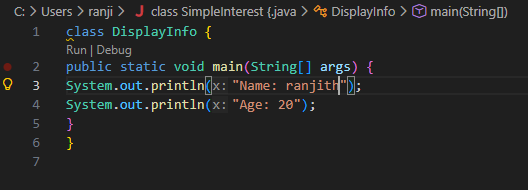 C: > Users > ranji > J class SimpleInterest {.java > DisplayInfo > main(String[])
1 class DisplayInfo {
Run | Debug
2 public static void main(String[] args) {
3 System.out.println(x: "Name: ranjith");
4 System.out.println(x: "Age: 20");
5 }
6 }
7